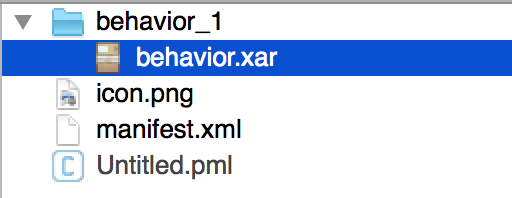 behavior_1
behavior.xar
icon.png
manifest.xml
Untitled.pml